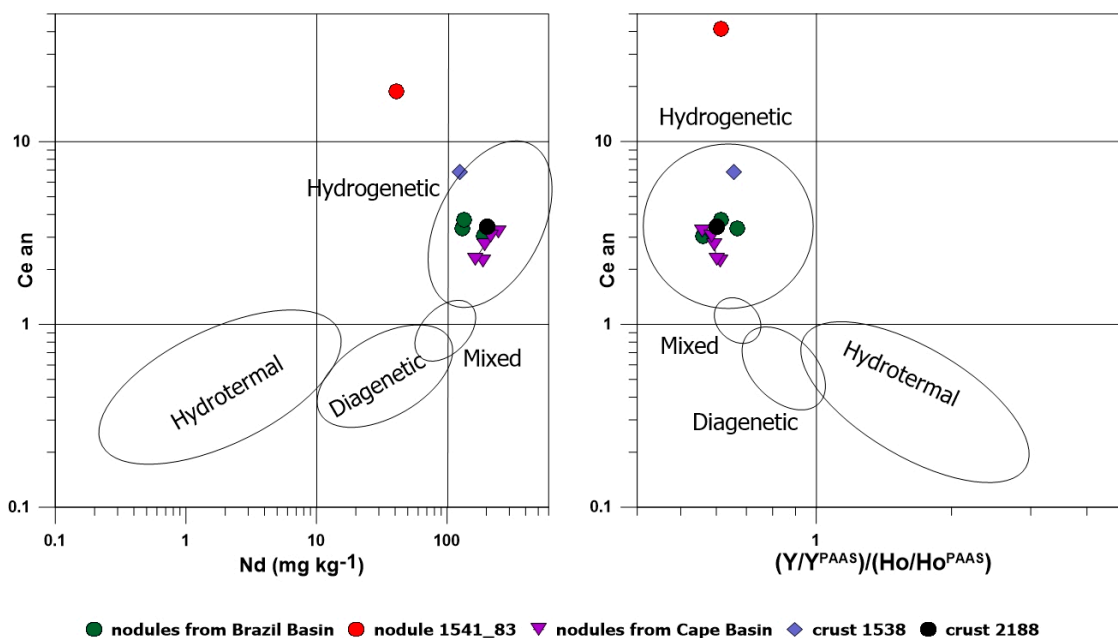 10
1
0.1
Ce an
0.1
1
10
100
Nd (mg kg-1)
Hydrogenetic
Mixed
Diagenetic
Hydrotermal
10
1
0.1
Ce an
1
(Y/YPAAS)/(Ho/HoPAAS)
Hydrogenetic
Mixed
Diagenetic
Hydrotermal
nodules from Brazil Basin
nodule 1541_83
nodules from Cape Basin
crust 1538
crust 2188